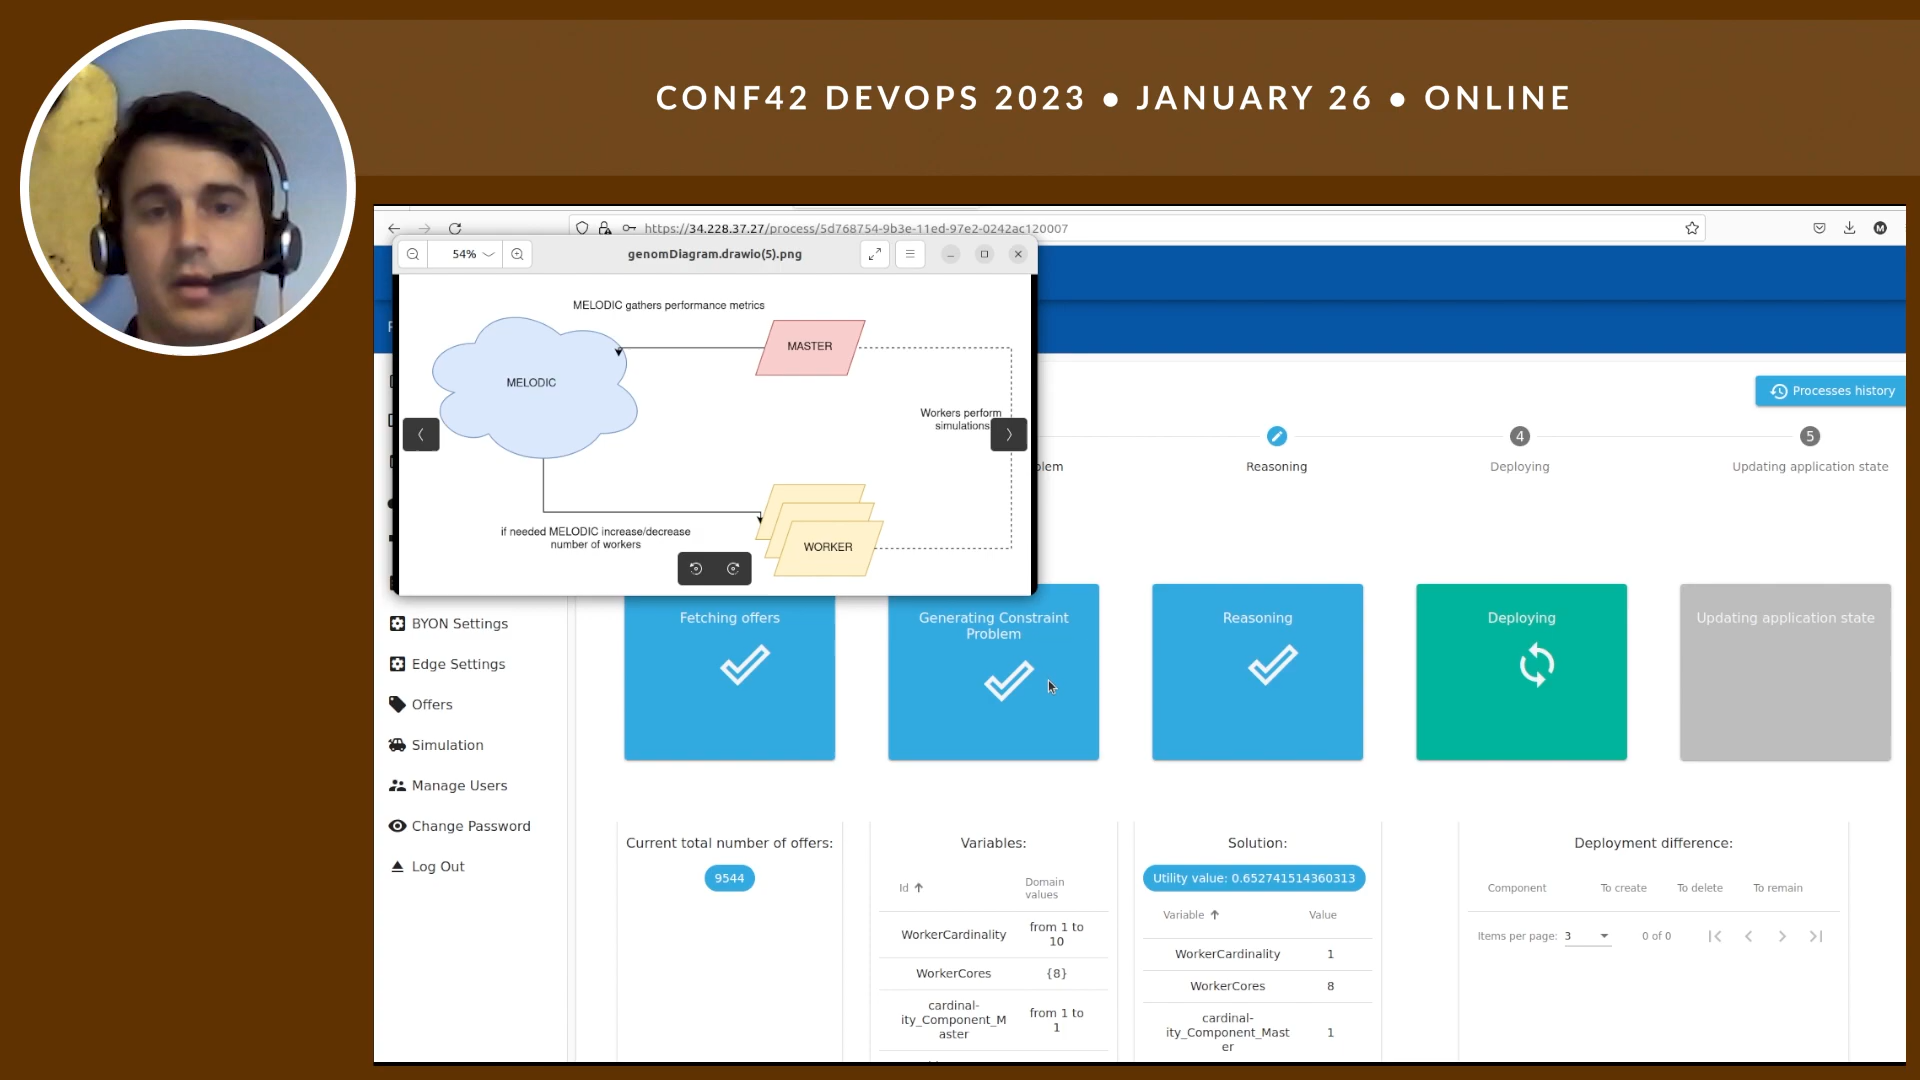 CONF42 DEVOPS 2023 ● JANUARY 26 ● ONLINE
https://34.228.37.27/process/5d768754-9b3e-11ed-97e2-0242ac120007
M
54%
genomDiagram.drawio(5).png
MELODIC gathers performance metrics
MASTER
MELODIC
Workers perform
simulations
if needed MELODIC increase/decrease
number of workers
WORKER
Processes history
4
5
Reasoning
Deploying
Updating application state
BYON Settings
Edge Settings
Offers
Simulation
Manage Users
Change Password
Log Out
Fetching offers
Generating Constraint
Problem
Reasoning
Deploying
Updating application state
Current total number of offers:
9544
Variables:
Id
Domain
values
WorkerCardinality
from 1 to
10
WorkerCores
{8}
cardinal-
ity_Component_M
aster
from 1 to
1
Solution:
Utility value: 0.652741514360313
Variable
Value
WorkerCardinality
1
WorkerCores
8
cardinal-
ity_Component_Mast
er
1
Deployment difference:
Component
To create
To delete
To remain
Items per page:
3
0 of 0